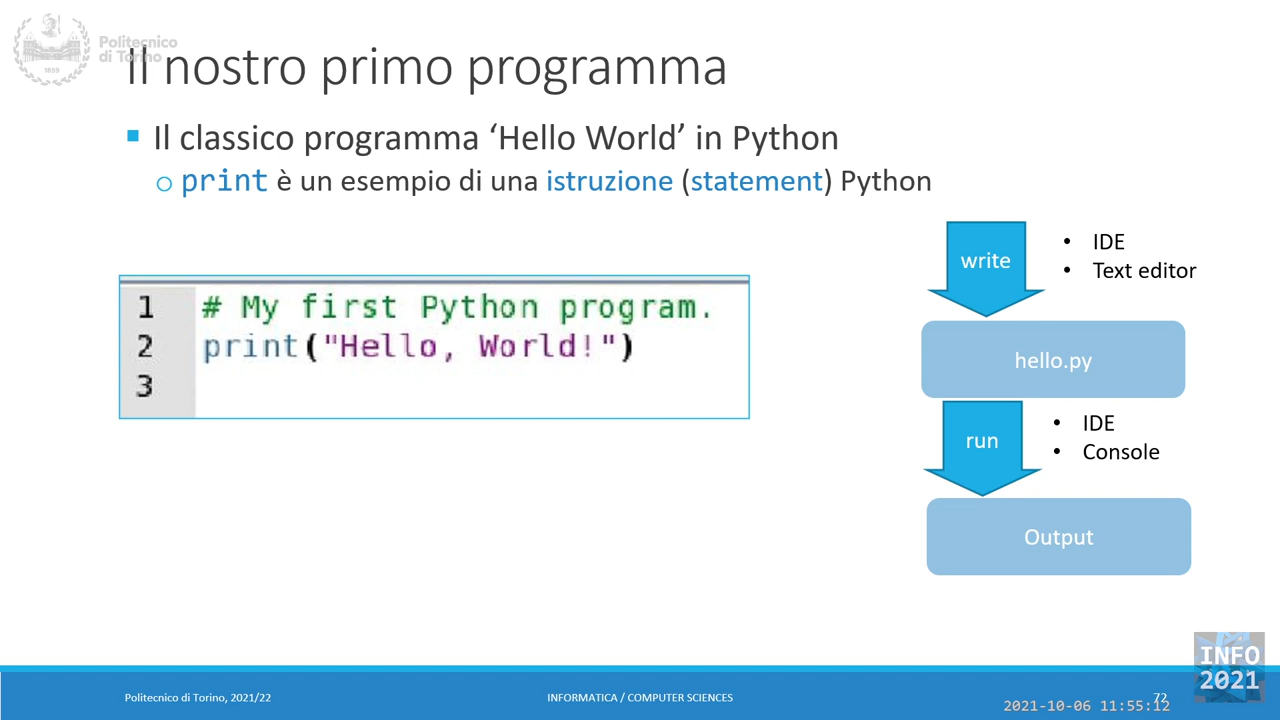 Politecnico
di Torino
1859
Il nostro primo programma
Il classico programma ‘Hello World’ in Python
print è un esempio di una istruzione (statement) Python
write
• IDE
• Text editor
1 # My first Python program.
2 print("Hello, World!")
3
hello.py
run
• IDE
• Console
Output
INFO
2021
Politecnico di Torino, 2021/22
INFORMATICA / COMPUTER SCIENCES
72
2021-10-06 11:55:12